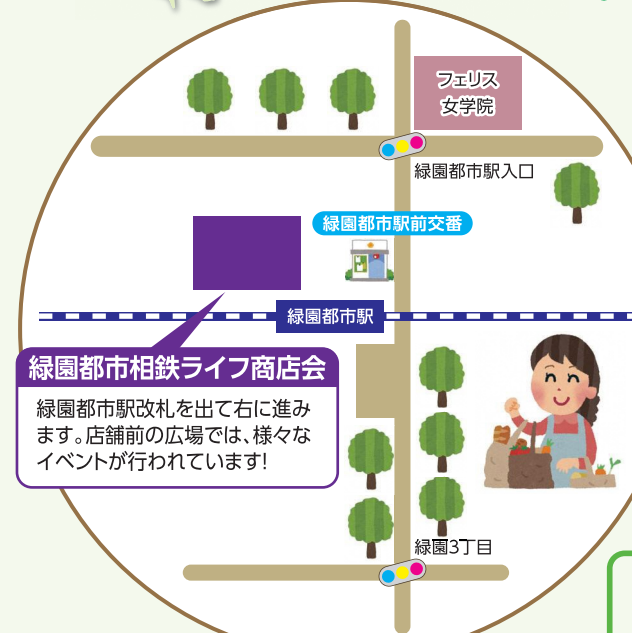 フェリス
女学院
緑園都市駅入口
緑園都市駅前交番
緑園都市駅
緑園都市相鉄ライフ商店会
緑園都市駅改札を出て右に進み
ます。店舗前の広場では、様々な
イベントが行われています!
緑園3丁目